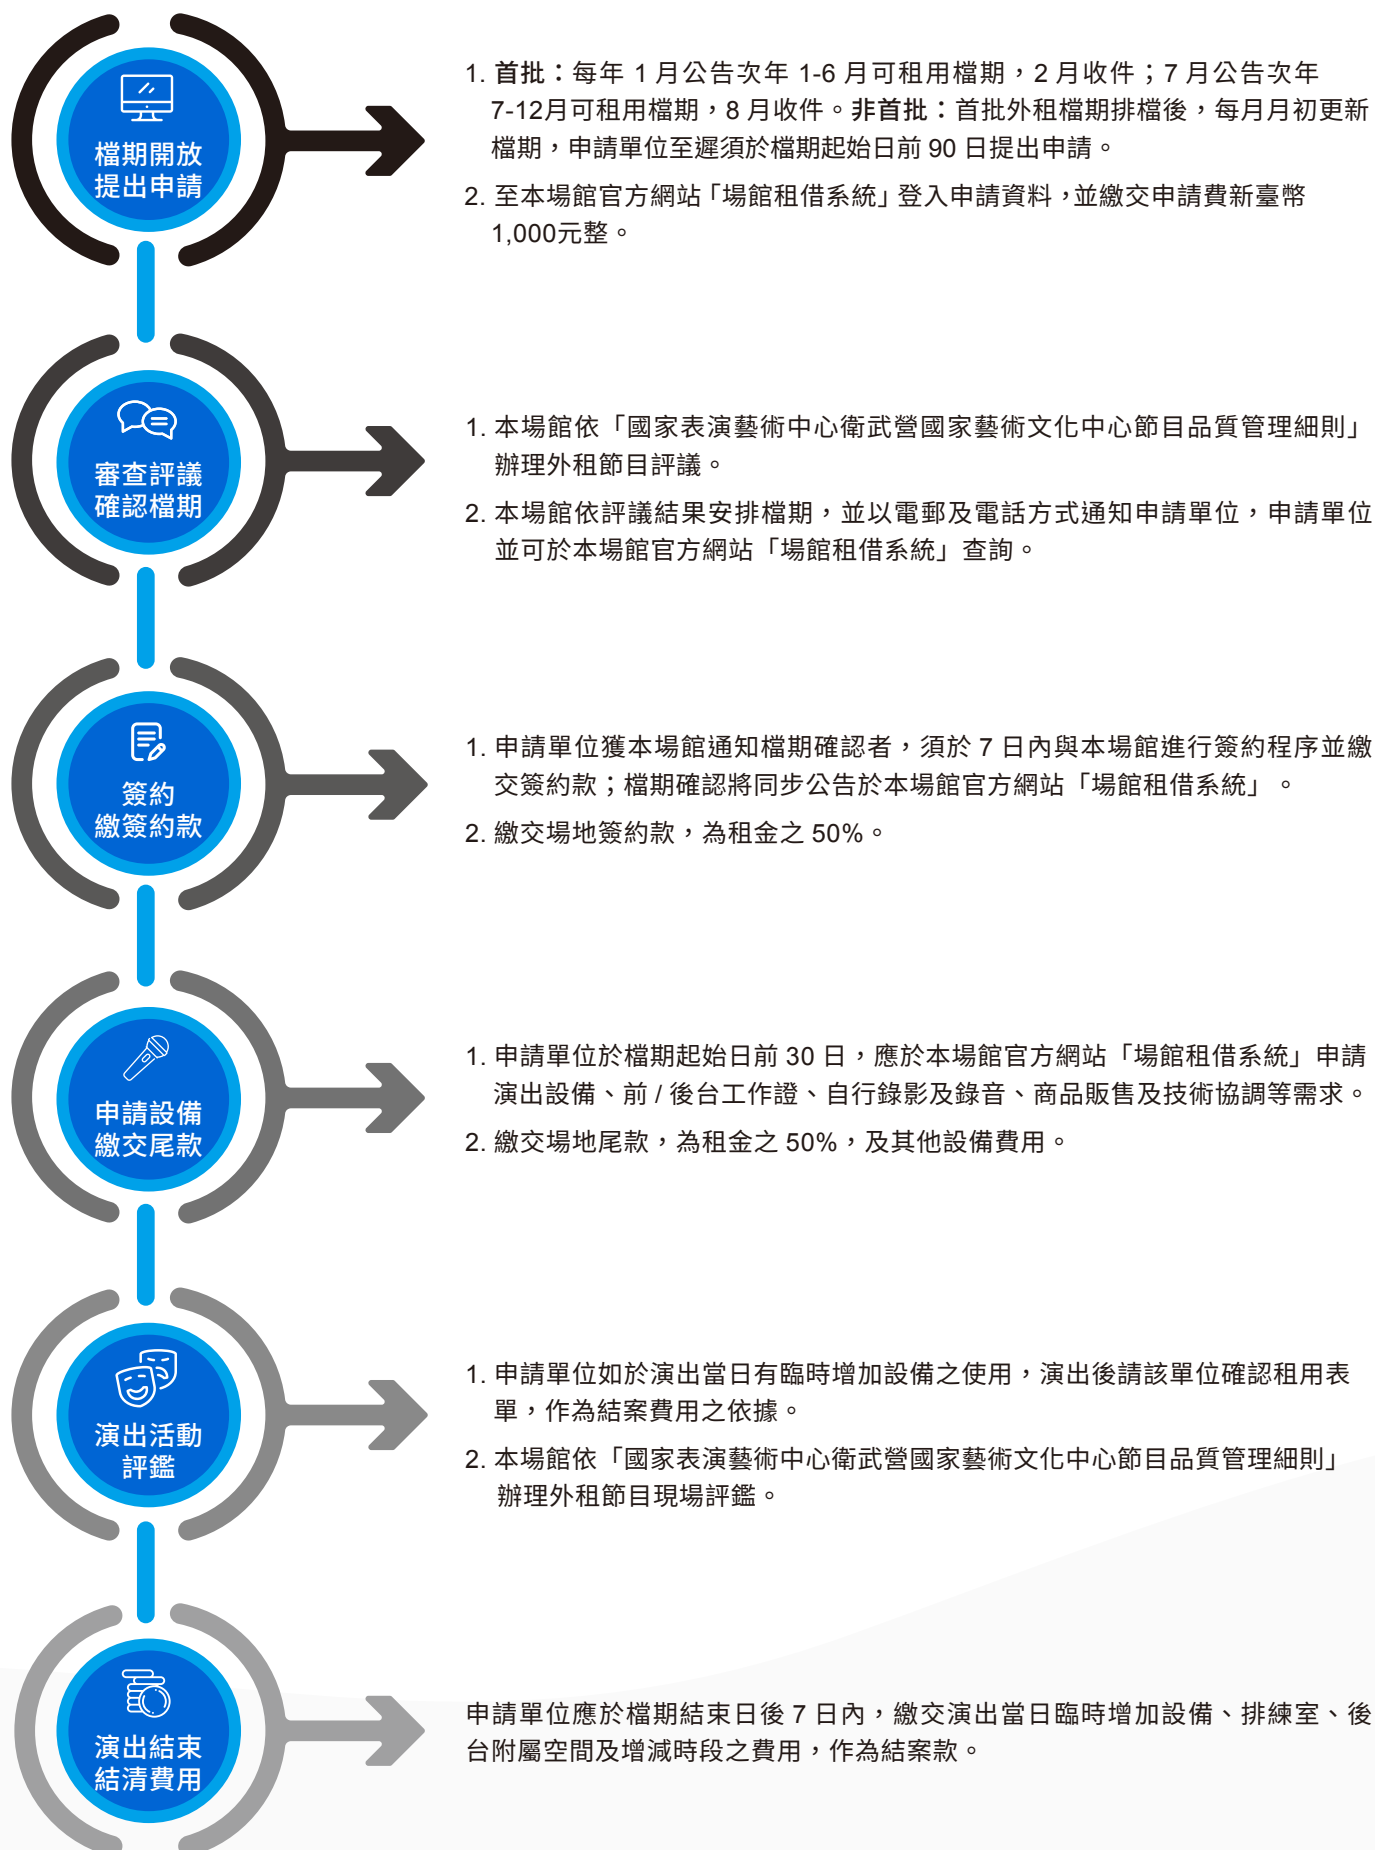 檔期開放
提出申請
1. 首批：每年 1 月公告次年 1-6 月可租用檔期，2 月收件；7 月公告次年
7-12月可租用檔期，8 月收件。非首批：首批外租檔期排檔後，每月月初更新
檔期，申請單位至遲須於檔期起始日前 90 日提出申請。
2. 至本場館官方網站「場館租借系統」登入申請資料，並繳交申請費新臺幣
1,000元整。
審查評議
確認檔期
1. 本場館依「國家表演藝術中心衛武營國家藝術文化中心節目品質管理細則」
辦理外租節目評議。
2. 本場館依評議結果安排檔期，並以電郵及電話方式通知申請單位，申請單位
並可於本場館官方網站「場館租借系統」查詢。
簽約
繳簽約款
1. 申請單位獲本場館通知檔期確認者，須於 7 日內與本場館進行簽約程序並繳
交簽約款；檔期確認將同步公告於本場館官方網站「場館租借系統」。
2. 繳交場地簽約款，為租金之 50%。
申請設備
繳交尾款
1. 申請單位於檔期起始日前 30 日，應於本場館官方網站「場館租借系統」申請
演出設備、前 / 後台工作證、自行錄影及錄音、商品販售及技術協調等需求。
2. 繳交場地尾款，為租金之 50%，及其他設備費用。
演出活動
評鑑
1. 申請單位如於演出當日有臨時增加設備之使用，演出後請該單位確認租用表
單，作為結案費用之依據。
2. 本場館依「國家表演藝術中心衛武營國家藝術文化中心節目品質管理細則」
辦理外租節目現場評鑑。
演出結束
結清費用
申請單位應於檔期結束日後 7 日內，繳交演出當日臨時增加設備、排練室、後
台附屬空間及增減時段之費用，作為結案款。